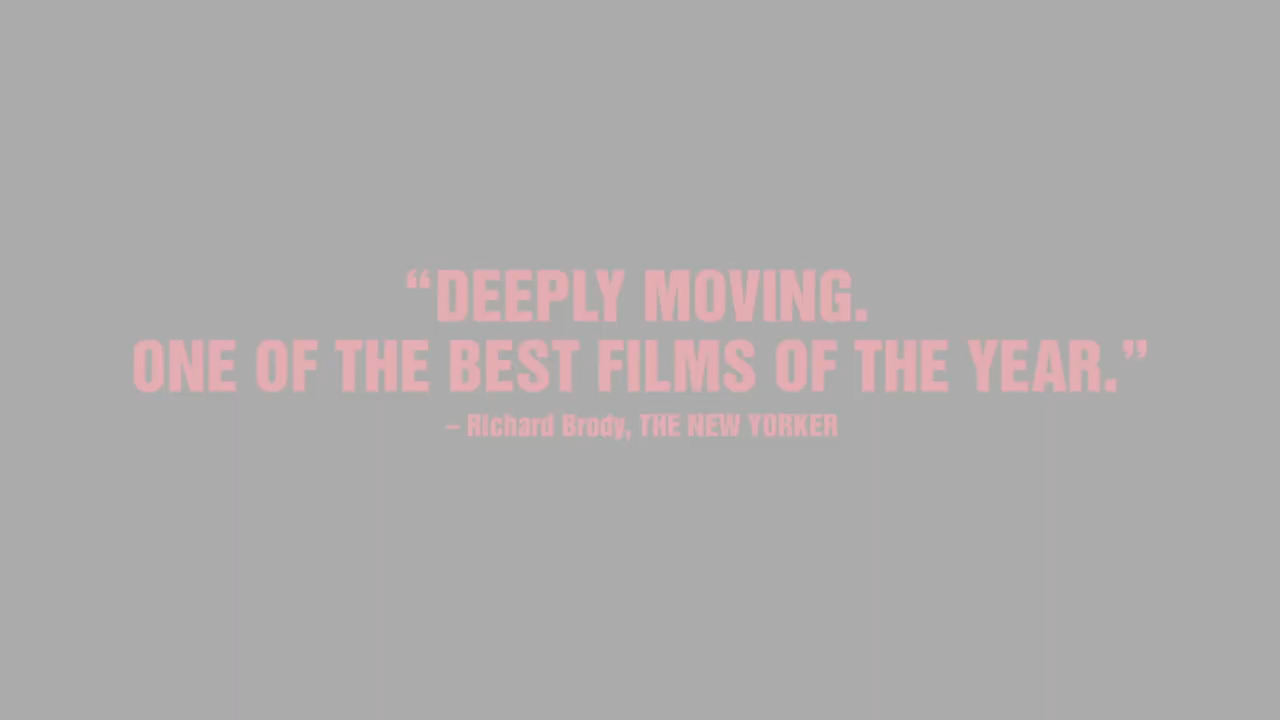 “DEEPLY MOVING.
ONE OF THE BEST FILMS OF THE YEAR.”
– Richard Brody, THE NEW YORKER